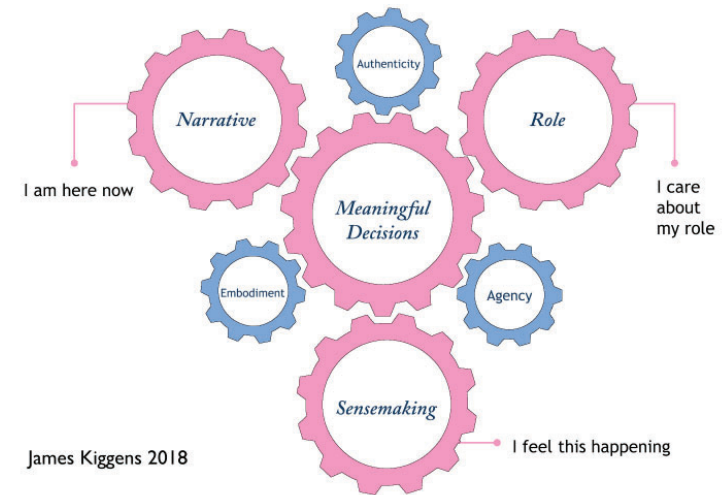 Authenticity
Narrative
Role
I am here now
I care
about
my role
Meaningful
Decisions
Embodiment
Agency
Sensemaking
I feel this happening
James Kiggens 2018